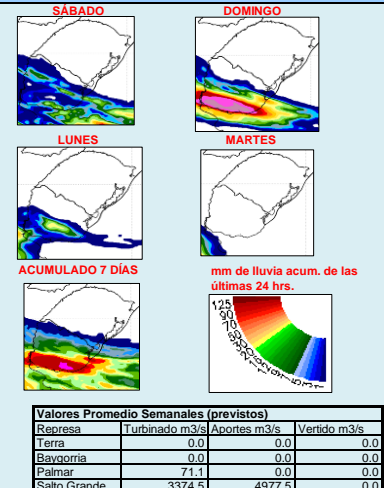 SÁBADO DOMINGO
LUNES MARTES
ACUMULADO 7 DÍAS
mm de lluvia acum. de las
últimas 24 hrs.
125
90
70
Valores Promedio Semanales (previstos)
Represa Turbinado m3/s Aportes m3/s Vertido m3/s
Terra 0.0 0.0 0.0
Baygorria 0.0 0.0 0.0
Palmar 71.1 0.0 0.0
Salto Grande 3374.5 4977.5 0.0